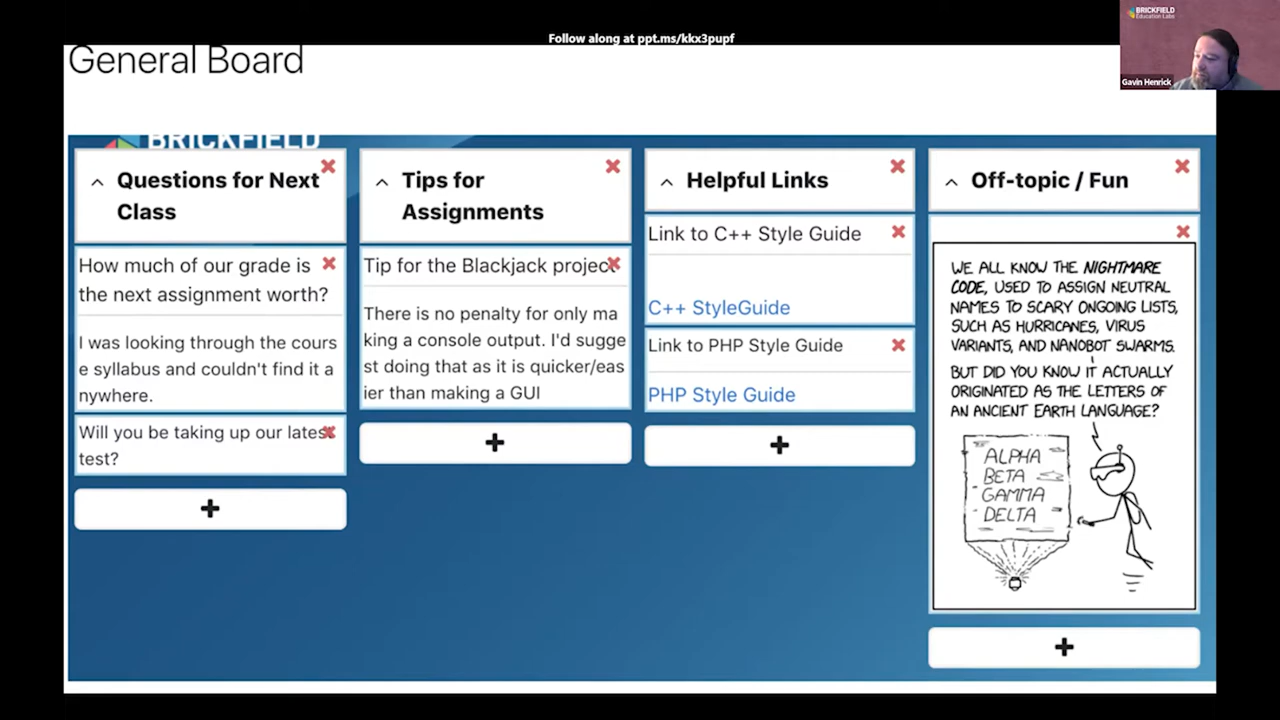 Follow along at ppt.ms/kkx3pupf
BRICKFIELD
Education Labs
Gavin Henrick
General Board
BRICKFIELD
Questions for Next
Class
How much of our grade is
the next assignment worth?
I was looking through the cours
e syllabus and couldn't find it a
nywhere.
Will you be taking up our latest
test?
Tips for
Assignments
Tip for the Blackjack project
There is no penalty for only ma
king a console output. I'd sugge
st doing that as it is quicker/eas
ier than making a GUI
Helpful Links
Link to C++ Style Guide
C++ StyleGuide
Link to PHP Style Guide
PHP Style Guide
Off-topic / Fun
WE ALL KNOW THE NIGHTMARE
CODE, USED TO ASSIGN NEUTRAL
NAMES TO SCARY ONGOING LISTS,
SUCH AS HURRICANES, VIRUS
VARIANTS, AND NANOBOT SWARMS.
BUT DID YOU KNOW IT ACTUALLY
ORIGINATED AS THE LETTERS OF
AN ANCIENT EARTH LANGUAGE?
ALPHA
BETA
GAMMA
DELTA